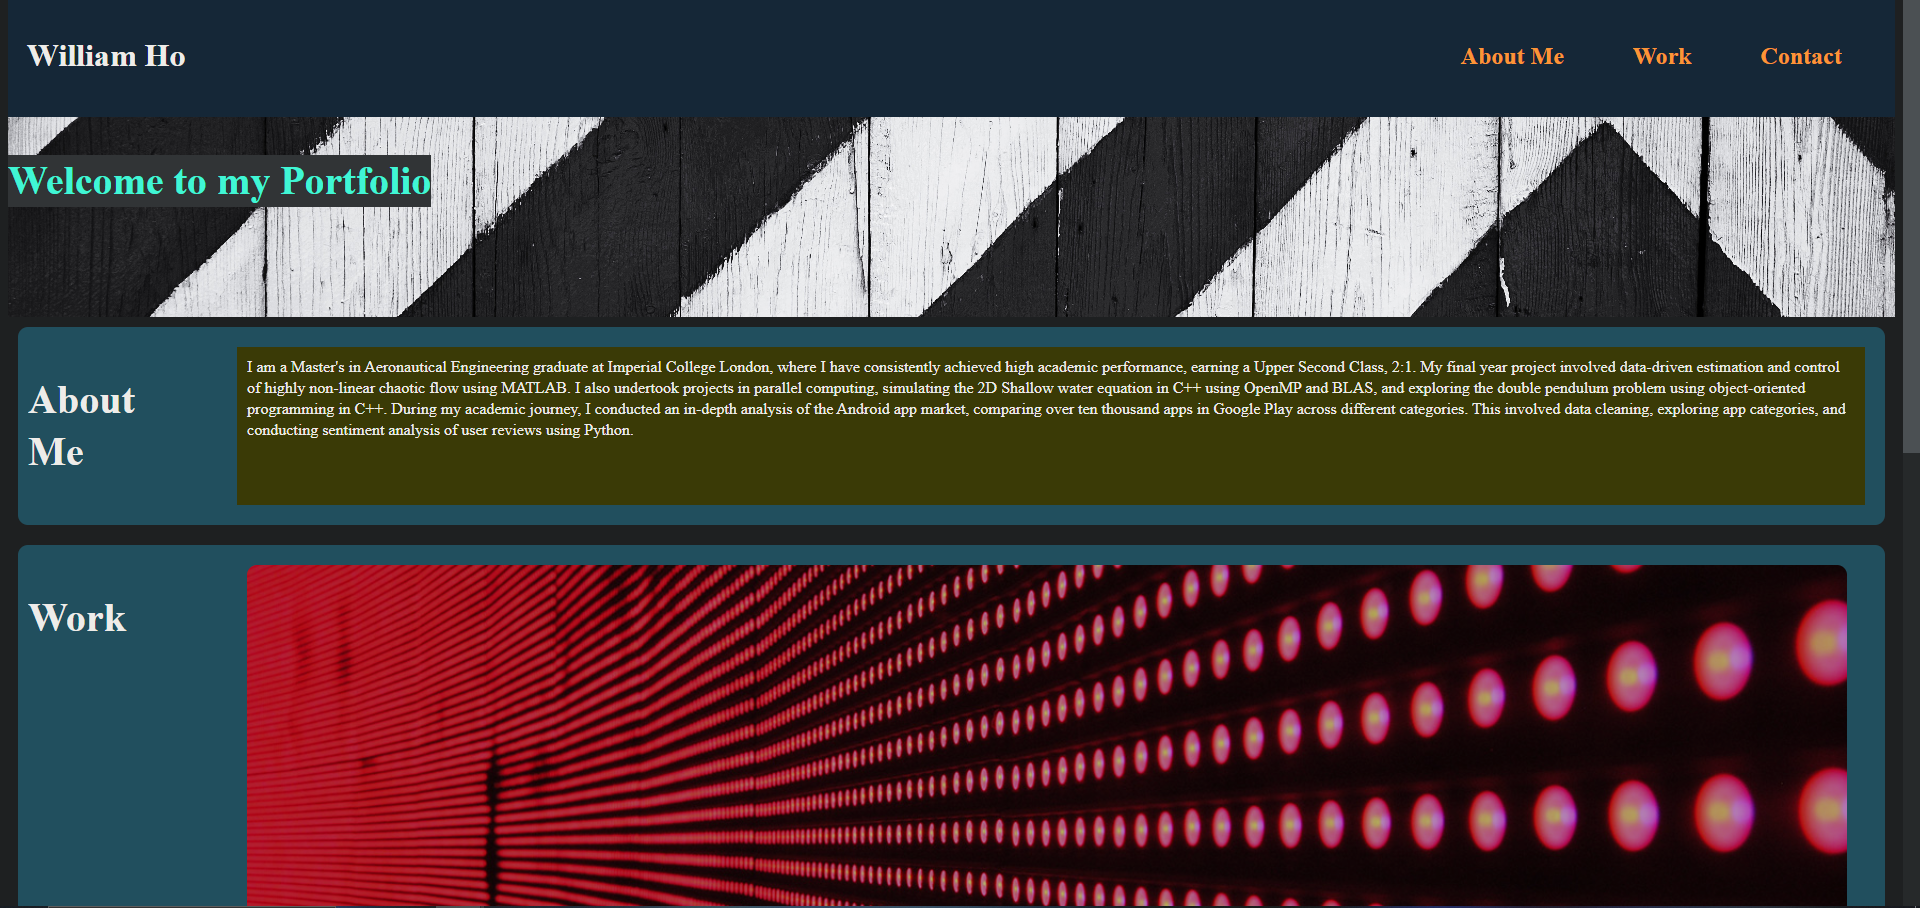 William Ho
About Me Work Contact
Welcome to my Portfolio
About
Me
I am a Master's in Aeronautical Engineering graduate at Imperial College London, where I have consistently achieved high academic performance, earning a Upper Second Class, 2:1. My final year project involved data-driven estimation and control
of highly non-linear chaotic flow using MATLAB. I also undertook projects in parallel computing, simulating the 2D Shallow water equation in C++ using OpenMP and BLAS, and exploring the double pendulum problem using object-oriented
programming in C++. During my academic journey, I conducted an in-depth analysis of the Android app market, comparing over ten thousand apps in Google Play across different categories. This involved data cleaning, exploring app categories, and
conducting sentiment analysis of user reviews using Python.
Work